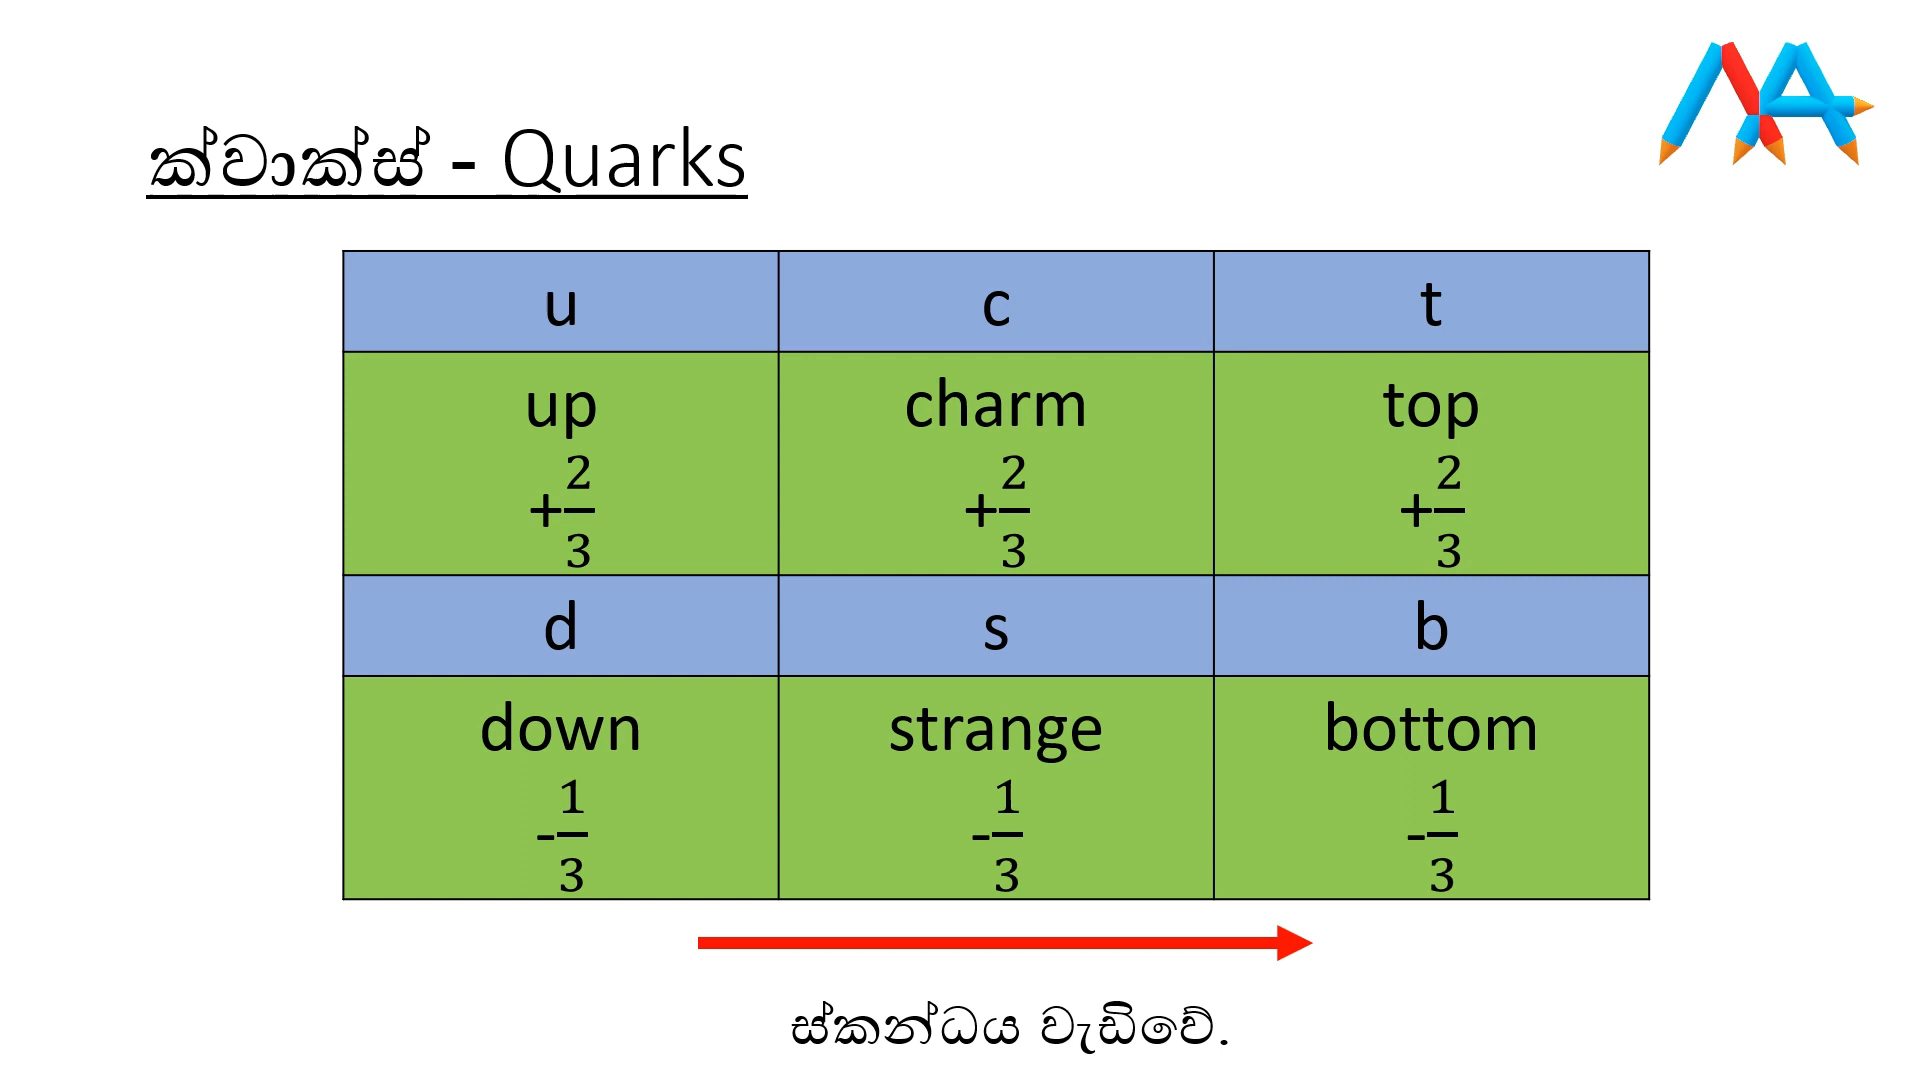 ක්වාක්ස් - Quarks
u c t
up charm top
+2/3 +2/3 +2/3
d s b
down strange bottom
-1/3 -1/3 -1/3
ස්කන්ධය වැඩිවේ.